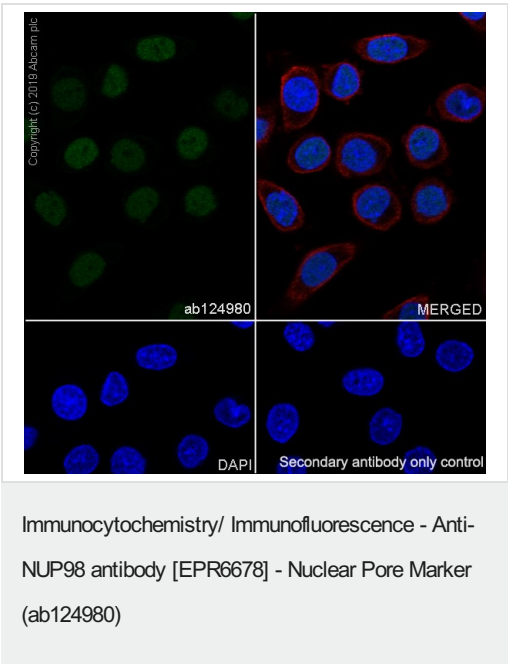 Copyright (c) 2019 Abcam plc
ab124980
MERGED
DAPI
Secondary antibody only control
Immunocytochemistry/ Immunofluorescence - Anti-
NUP98 antibody [EPR6678] - Nuclear Pore Marker
(ab124980)